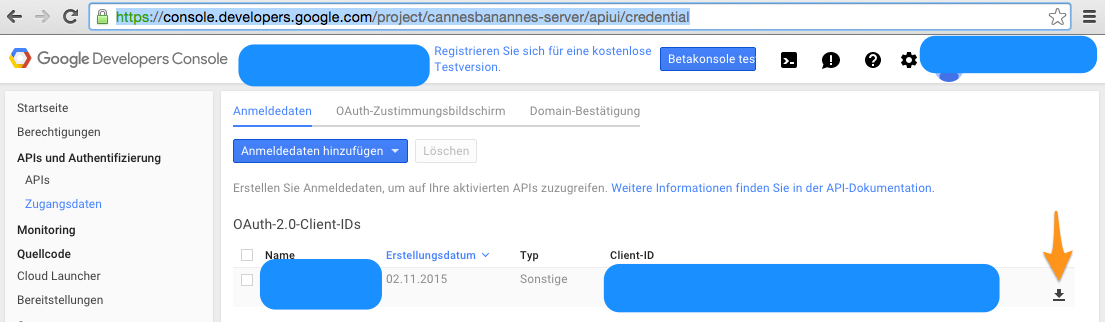 https://console.developers.google.com/project/cannesbanannes-server/apiui/credential
Google Developers Console
Registrieren Sie sich für eine kostenlose
Testversion.
Betakonsole tes
Startseite
Berechtigungen
APIs und Authentifizierung
APIs
Zugangsdaten
Monitoring
Quellcode
Cloud Launcher
Bereitstellungen
Anmeldedaten OAuth-Zustimmungsbildschirm Domain-Bestätigung
Anmeldedaten hinzufügen Löschen
Erstellen Sie Anmeldedaten, um auf Ihre aktivierten APIs zuzugreifen. Weitere Informationen finden Sie in der API-Dokumentation.
OAuth-2.0-Client-IDs
Name Erstellungsdatum Typ Client-ID
02.11.2015 Sonstige